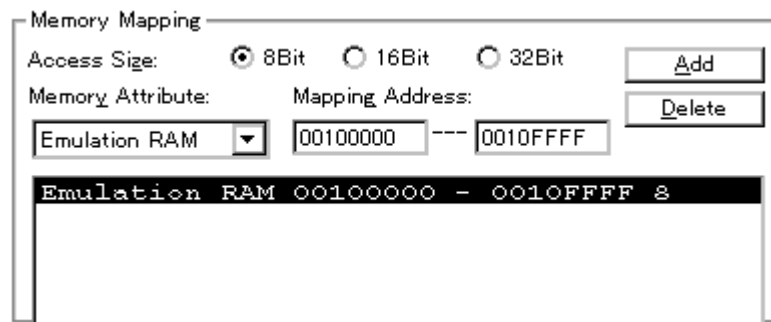 Memory Mapping
Access Size: 8Bit 16Bit 32Bit Add
Memory Attribute: Mapping Address: Delete
Emulation RAM 00100000 --- 0010FFFF
Emulation RAM 00100000 - 0010FFFF 8